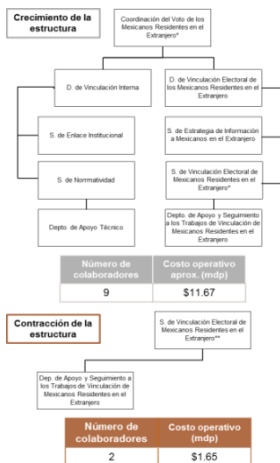 Crecimiento de la
estructura
Coordinación del Voto de los
Mexicanos Residentes en el
Extranjero*
D. de Vinculación Interna
D. de Vinculación Electoral de
los Mexicanos Residentes en el
Extranjero
S. de Enlace Institucional
S. de Estrategia de Información
a Mexicanos en el Extranjero
S. de Normatividad
S. de Vinculación Electoral de
Mexicanos Residentes en el
Extranjero*
Depto. de Apoyo Técnico
Depto. de Apoyo y Seguimiento
a los Trabajos de Vinculación de
Mexicanos Residentes en el
Extranjero
Número de
colaboradores
Costo operativo
aprox. (mdp)
9
$11.67
Contracción de la
estructura
S. de Vinculación Electoral de
Mexicanos Residentes en el
Extranjero**
Dep. de Apoyo y Seguimiento a
los Trabajos de Vinculación de
Mexicanos Residentes en el
Extranjero
Número de
colaboradores
Costo operativo
(mdp)
2
$1.65